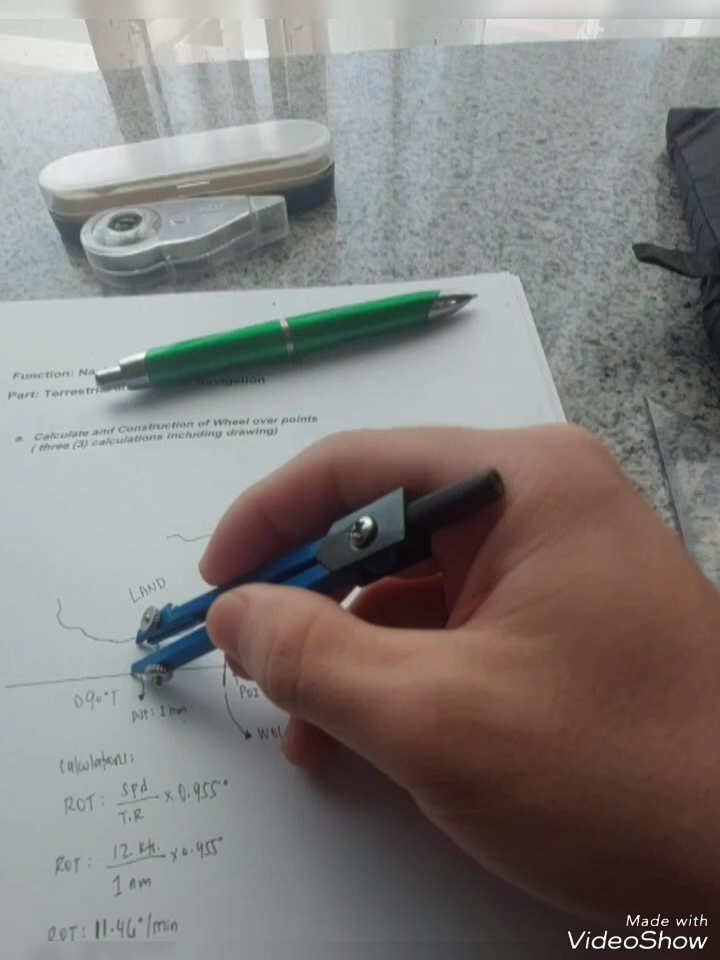 Function: Na
Part: Terrestri Navigation
a. Calculate and Construction of Wheel over points
( three (3) calculations including drawing)
LAND
090°T
1 nm
Calculations:
ROT: spd/T.R x 0.955°
ROT: 12 kts./1 nm x 0.955°
ROT: 11.46°/min
Made with
VideoShow